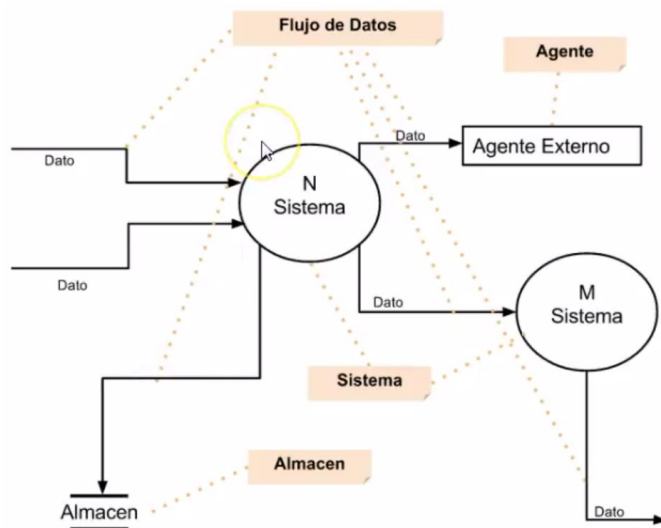 Flujo de Datos
Agente
Dato
Agente Externo
Dato
N
Sistema
Dato
Dato
M
Sistema
Sistema
Almacen
Almacen
Dato